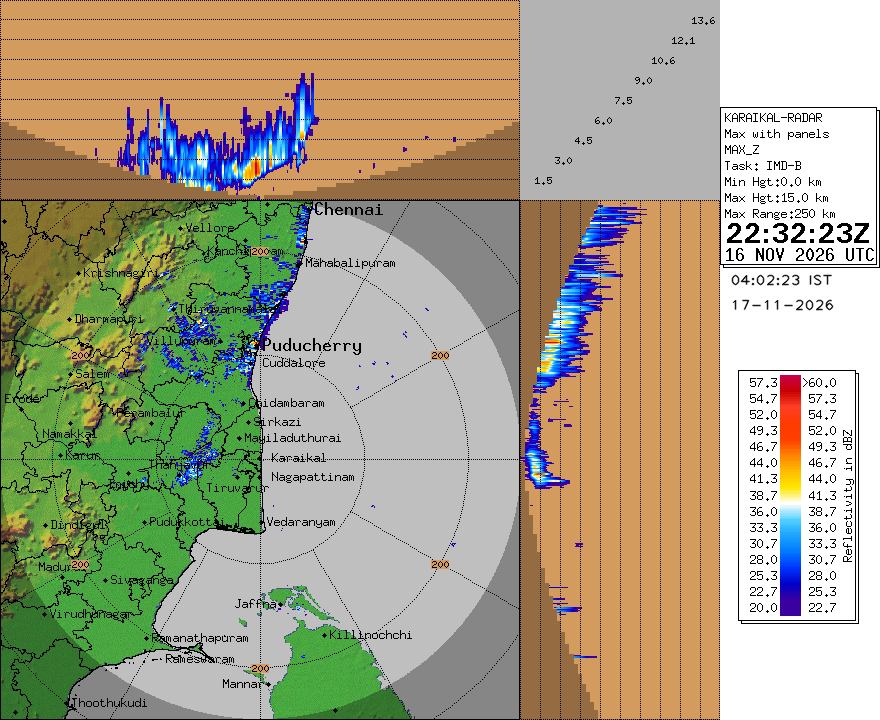 13.6
12.1
10.6
9.0
7.5
6.0
4.5
3.0
1.5
KARAIKAL-RADAR
Max with panels
MAX_Z
Task: IMD-B
Min Hgt:0.0 km
Max Hgt:15.0 km
Max Range:250 km
22:32:23Z
16 NOV 2026 UTC
04:02:23 IST
17-11-2026
Chennai
Vellore
200
Mahabalipuram
Krishnagiri
Dharmapuri
Villupuram
Puducherry
200
200
Cuddalore
Salem
Chidambaram
Perambalur
Sirkazi
Namakkal
Mayiladuthurai
Karur
Karaikal
Nagapattinam
Tiruvarur
Dindigul
Pudukkottai
Vedaranyam
200
200
Sivaganga
Jaffna
Virudhunagar
Ramanathapuram
Killinochchi
Rameswaram
200
Mannar
Thoothukudi
57.3 >60.0
54.7 57.3
52.0 54.7
49.3 52.0
46.7 49.3
44.0 46.7
41.3 44.0
38.7 41.3
36.0 38.7
33.3 36.0
30.7 33.3
28.0 30.7
25.3 28.0
22.7 25.3
20.0 22.7
Reflectivity in dBZ